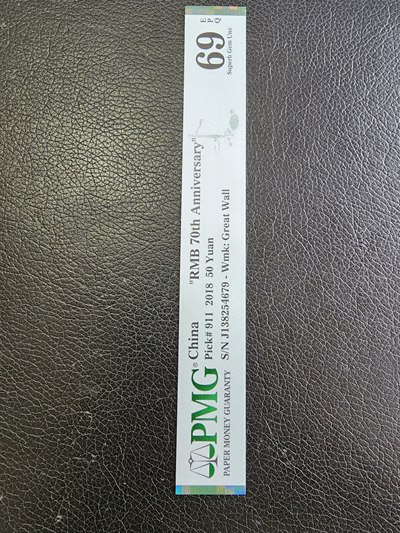 PMG®
PAPER MONEY GUARANTY
China "RMB 70th Anniversary"
Pick# 911 2018 50 Yuan
S/N J138254679 - Wmk: Great Wall
69 EPQ
Superb Gem Unc